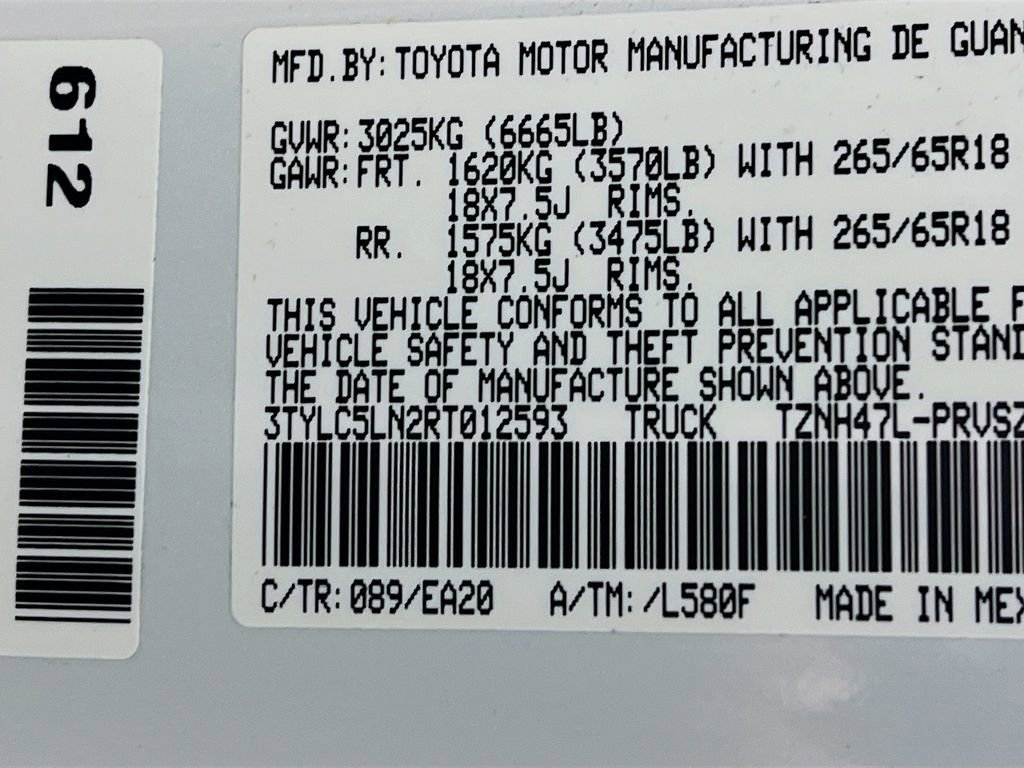 612
MFD.BY: TOYOTA MOTOR MANUFACTURING DE GUAN
GVWR: 3025KG (6665LB)
GAWR: FRT. 1620KG (3570LB) WITH 265/65R18
18X7.5J RIMS.
RR. 1575KG (3475LB) WITH 265/65R18
18X7.5J RIMS.
THIS VEHICLE CONFORMS TO ALL APPLICABLE F
VEHICLE SAFETY AND THEFT PREVENTION STAND
THE DATE OF MANUFACTURE SHOWN ABOVE.
3TYLC5LN2RT012593 TRUCK TZNH47L-PRVSZ
C/TR: 089/EA20 A/TM: /L580F MADE IN MEX